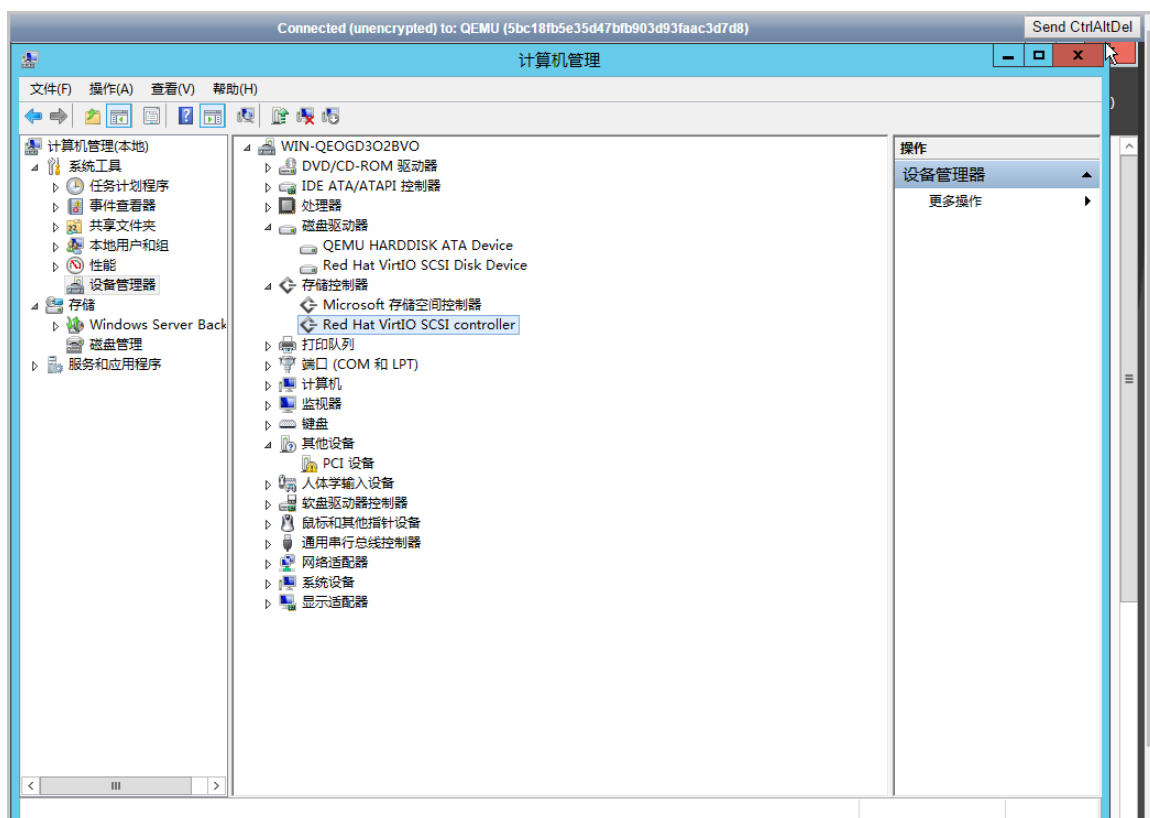 Connected (unencrypted) to: QEMU (5bc18fb5e35d47bfb903d93faac3d7d8)
Send CtrlAltDel
计算机管理
文件(F) 操作(A) 查看(V) 帮助(H)
计算机管理(本地)
系统工具
任务计划程序
事件查看器
共享文件夹
本地用户和组
性能
设备管理器
存储
Windows Server Back
磁盘管理
服务和应用程序
WIN-QEOGD3O2BVO
DVD/CD-ROM 驱动器
IDE ATA/ATAPI 控制器
处理器
磁盘驱动器
QEMU HARDDISK ATA Device
Red Hat VirtIO SCSI Disk Device
存储控制器
Microsoft 存储空间控制器
Red Hat VirtIO SCSI controller
打印队列
端口 (COM 和 LPT)
计算机
监视器
键盘
其他设备
PCI 设备
人体学输入设备
软盘驱动器控制器
鼠标和其他指针设备
通用串行总线控制器
网络适配器
系统设备
显示适配器
操作
设备管理器
更多操作
)